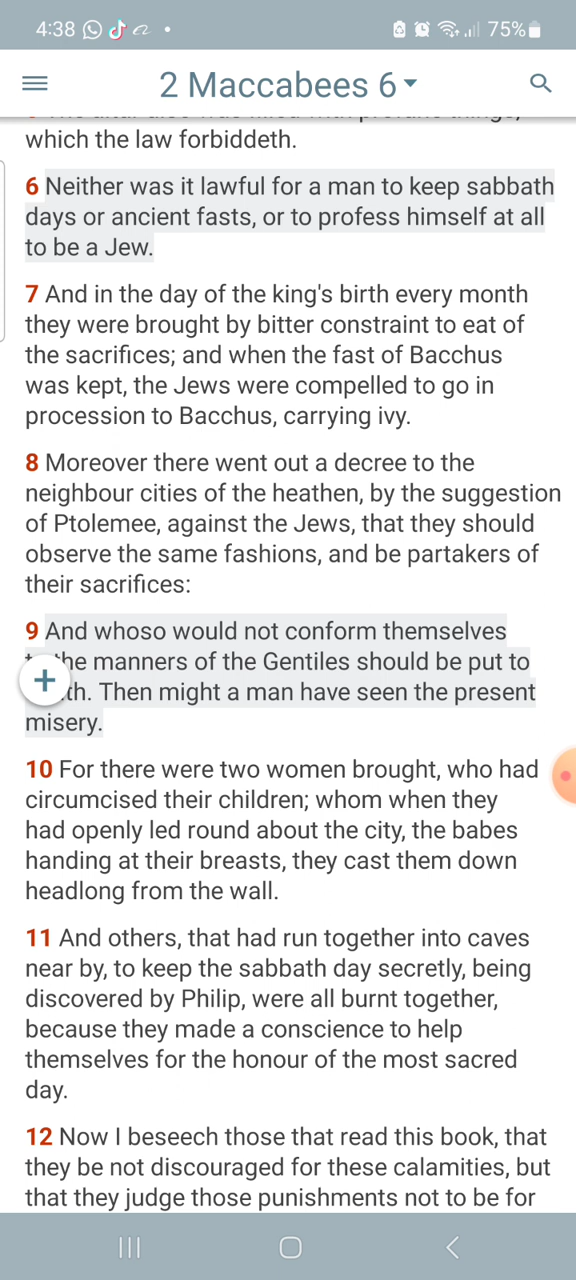 4:38
75%
2 Maccabees 6
which the law forbiddeth.
6 Neither was it lawful for a man to keep sabbath
days or ancient fasts, or to profess himself at all
to be a Jew.
7 And in the day of the king's birth every month
they were brought by bitter constraint to eat of
the sacrifices; and when the fast of Bacchus
was kept, the Jews were compelled to go in
procession to Bacchus, carrying ivy.
8 Moreover there went out a decree to the
neighbour cities of the heathen, by the suggestion
of Ptolemee, against the Jews, that they should
observe the same fashions, and be partakers of
their sacrifices:
9 And whoso would not conform themselves
the manners of the Gentiles should be put to
th. Then might a man have seen the present
misery.
10 For there were two women brought, who had
circumcised their children; whom when they
had openly led round about the city, the babes
handing at their breasts, they cast them down
headlong from the wall.
11 And others, that had run together into caves
near by, to keep the sabbath day secretly, being
discovered by Philip, were all burnt together,
because they made a conscience to help
themselves for the honour of the most sacred
day.
12 Now I beseech those that read this book, that
they be not discouraged for these calamities, but
that they judge those punishments not to be for